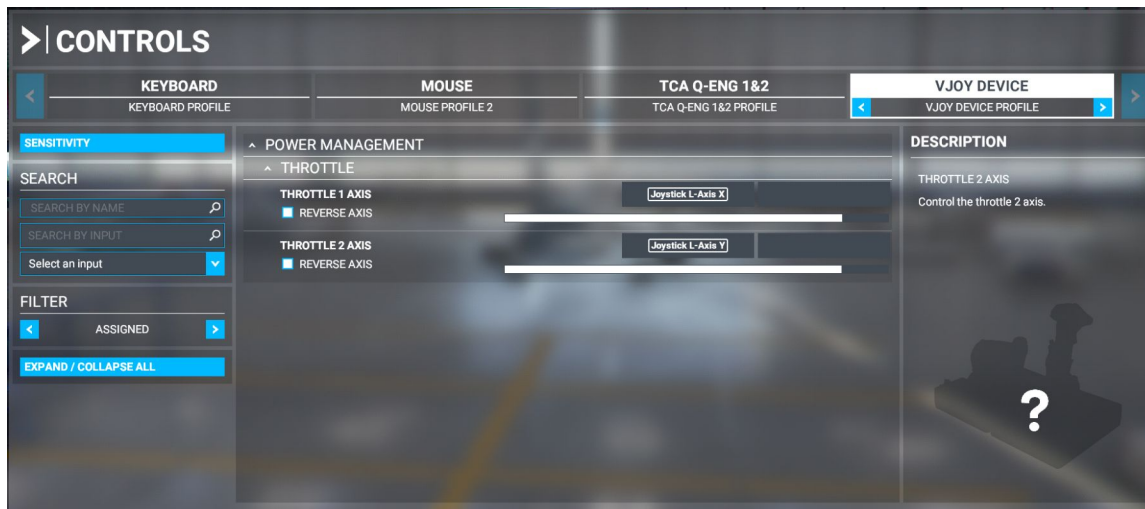 CONTROLS
KEYBOARD
KEYBOARD PROFILE
MOUSE
MOUSE PROFILE 2
TCA Q-ENG 1&2
TCA Q-ENG 1&2 PROFILE
VJOY DEVICE
VJOY DEVICE PROFILE
SENSITIVITY
SEARCH
SEARCH BY NAME
SEARCH BY INPUT
Select an input
FILTER
ASSIGNED
EXPAND / COLLAPSE ALL
POWER MANAGEMENT
THROTTLE
THROTTLE 1 AXIS
Joystick L-Axis X
REVERSE AXIS
THROTTLE 2 AXIS
Joystick L-Axis Y
REVERSE AXIS
DESCRIPTION
THROTTLE 2 AXIS
Control the throttle 2 axis.
?